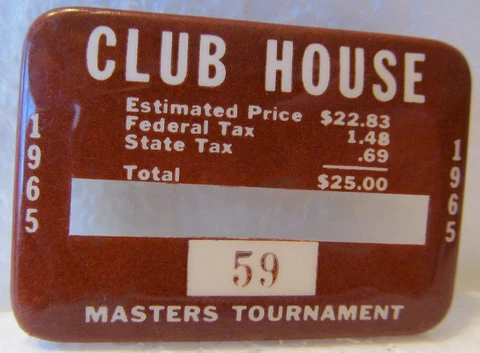 CLUB HOUSE
Estimated Price $22.83
Federal Tax 1.48
State Tax .69
Total $25.00
1965
1965
59
MASTERS TOURNAMENT